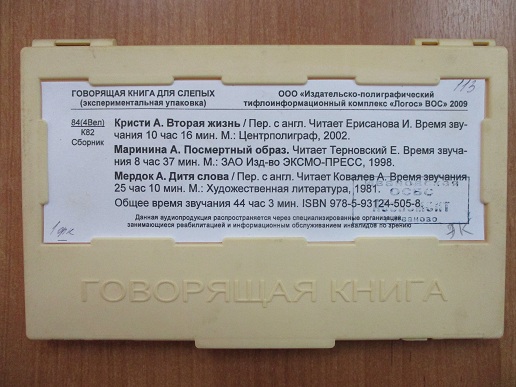 113
ГОВОРЯЩАЯ КНИГА ДЛЯ СЛЕПЫХ
(экспериментальная упаковка)
ООО «Издательско-полиграфический
тифлоинформационный комплекс «Логос» ВОС» 2009
84(4Вел)
К82
Сборник
Кристи А. Вторая жизнь / Пер. с англ. Читает Ерисанова И. Время зву-
чания 10 час 16 мин. М.: Центрполиграф, 2002.
Маринина А. Посмертный образ. Читает Терновский Е. Время звуча-
ния 8 час 37 мин. М.: ЗАО Изд-во ЭКСМО-ПРЕСС, 1998.
Мердок А. Дитя слова / Пер. с англ. Читает Ковалев А. Время звучания
25 час 10 мин. М.: Художественная литература, 1981.
Общее время звучания 44 час 3 мин. ISBN 978-5-93124-505-8
Данная аудиопродукция распространяется через специализированные организации,
занимающиеся реабилитацией и информационным обслуживанием инвалидов по зрению
ОСБС
ГОВОРЯЩАЯ КНИГА